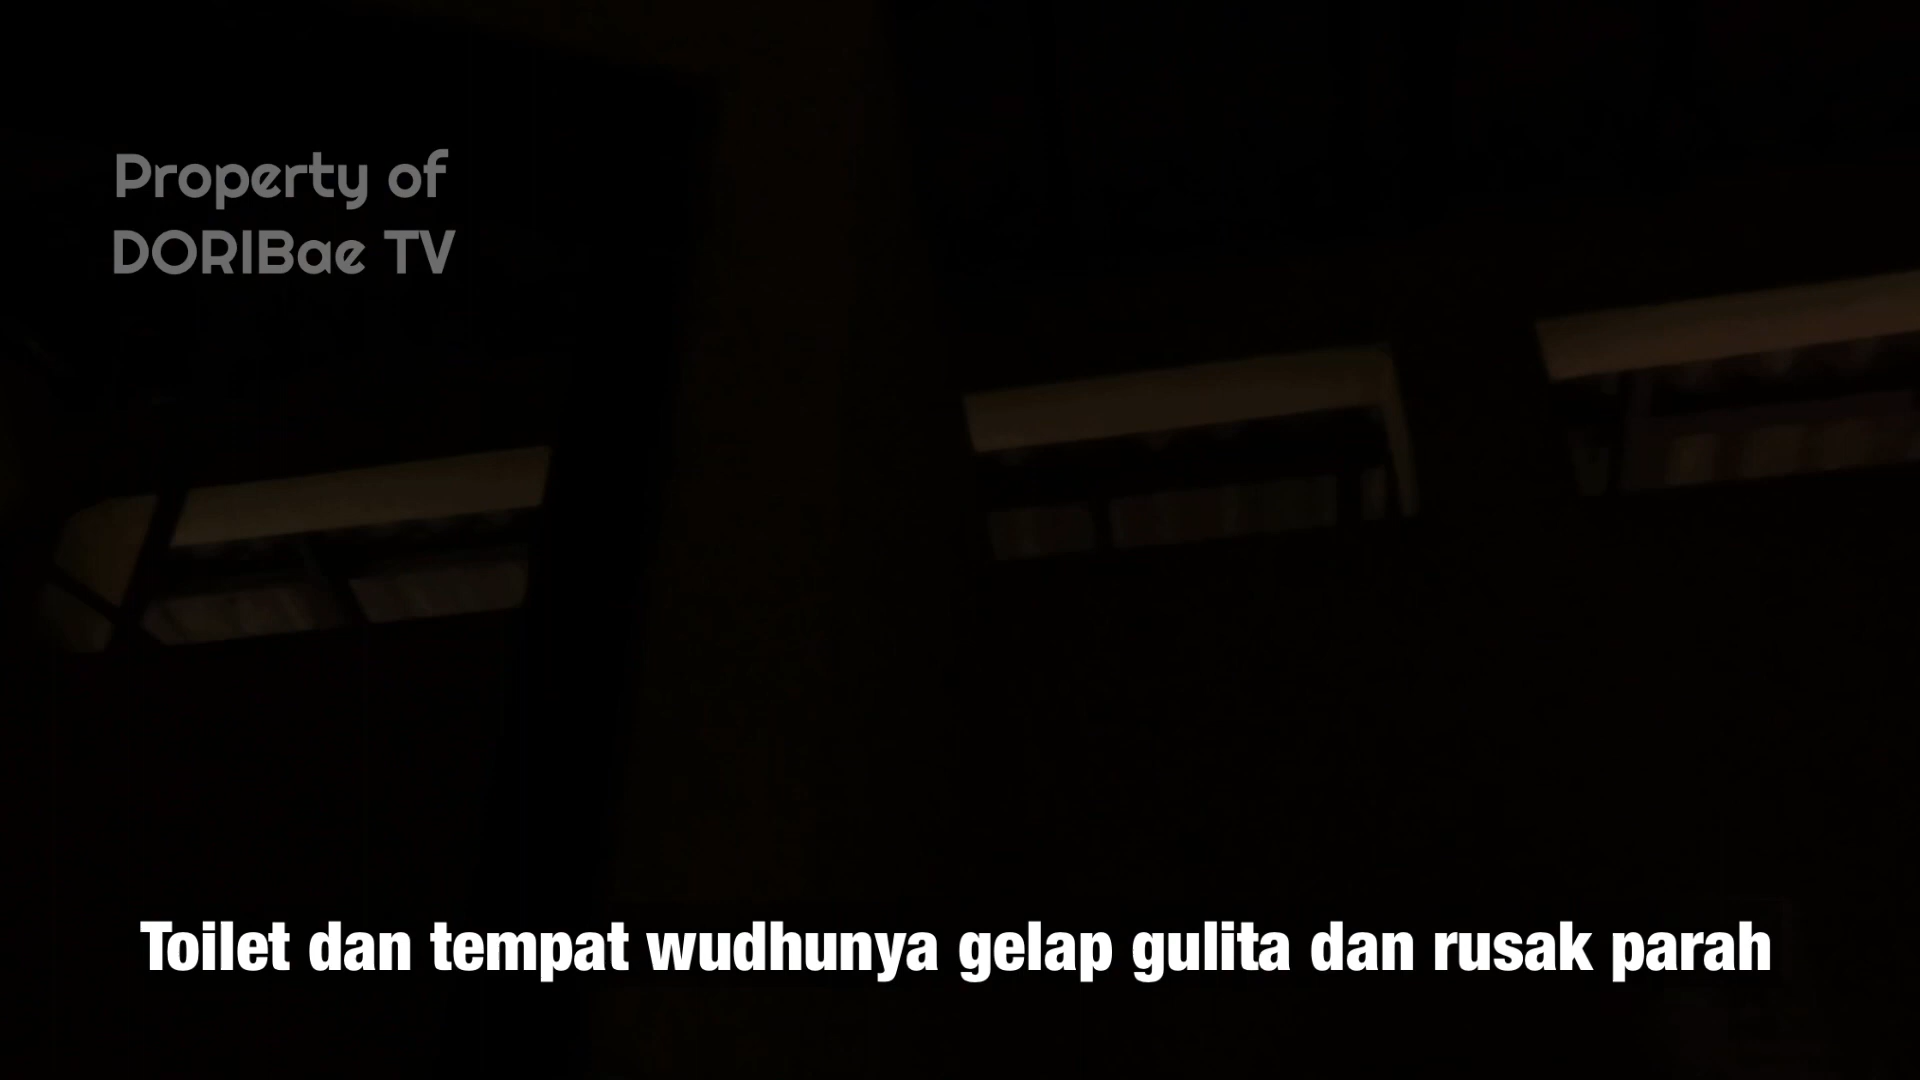 Property of
DORIBae TV
Toilet dan tempat wudhunya gelap gulita dan rusak parah